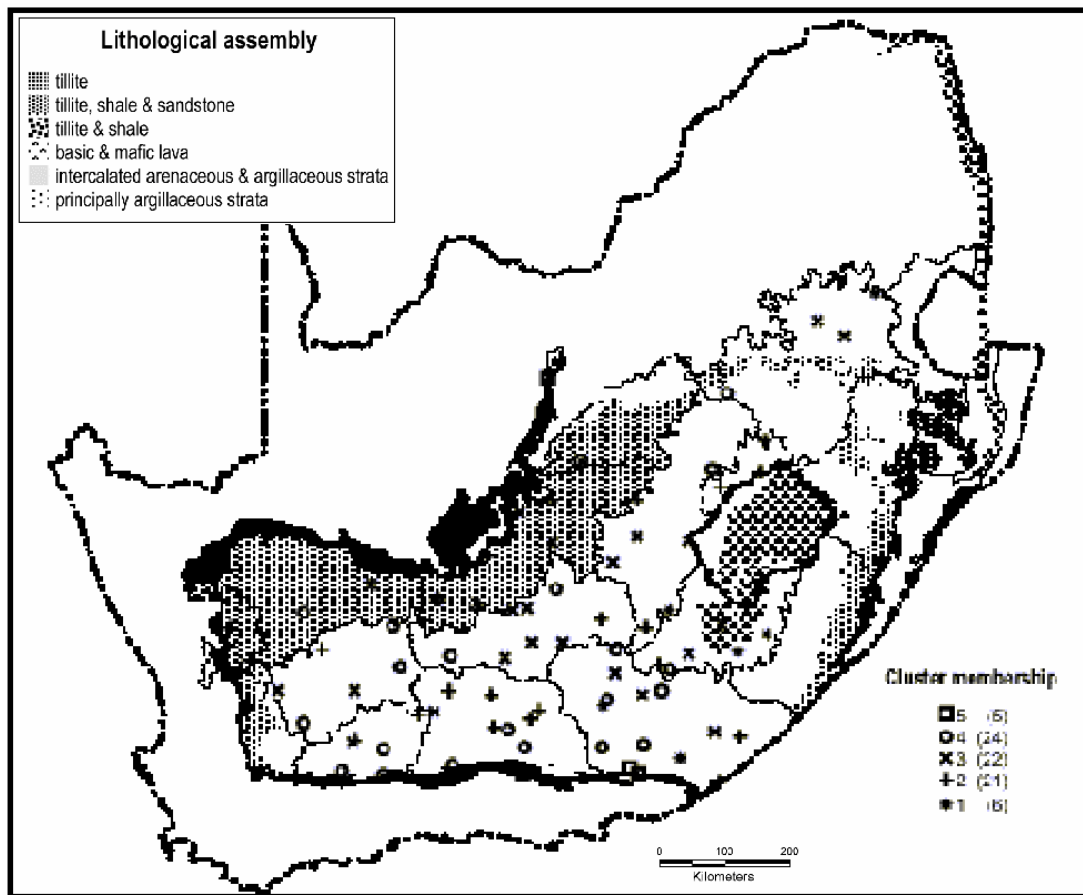 Lithological assembly
tillite
tillite, shale & sandstone
tillite & shale
basic & mafic lava
intercalated arenaceous & argillaceous strata
principally argillaceous strata
Cluster membership
5 (5)
4 (24)
3 (22)
2 (21)
1 (6)
0 100 200
Kilometers